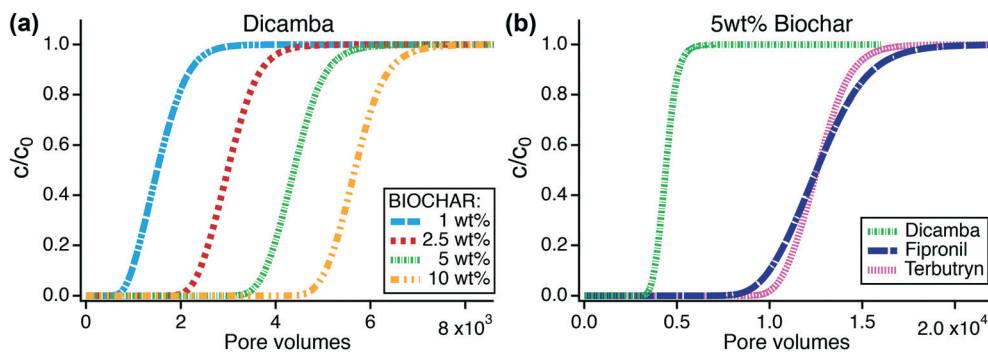 (a)
Dicamba
c/c0
1.0
0.8
0.6
0.4
0.2
0.0
BIOCHAR:
1 wt%
2.5 wt%
5 wt%
10 wt%
0
2
4
6
8 x10³
Pore volumes
(b)
5wt% Biochar
c/c0
1.0
0.8
0.6
0.4
0.2
0.0
Dicamba
Fipronil
Terbutryn
0.0
0.5
1.0
1.5
2.0 x10⁴
Pore volumes